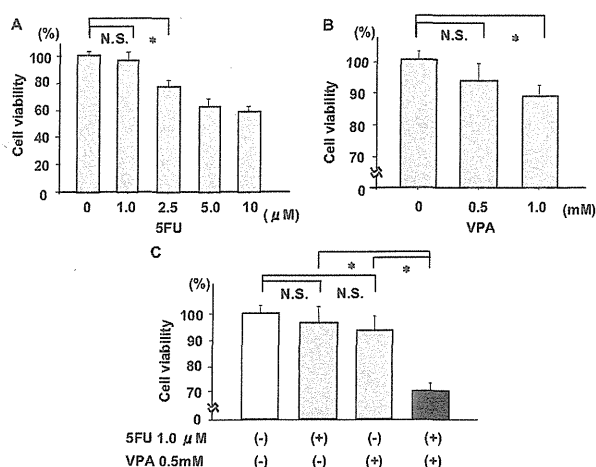 A
(%)
N.S.
*
100
80
60
40
20
0
Cell viability
0 1.0 2.5 5.0 10 (μM)
5FU
B
(%)
N.S.
*
100
90
80
70
0
Cell viability
0 0.5 1.0 (mM)
VPA
C
(%)
*
*
N.S. N.S.
100
90
80
70
0
Cell viability
5FU 1.0 μM (-) (+) (-) (+)
VPA 0.5mM (-) (-) (+) (+)